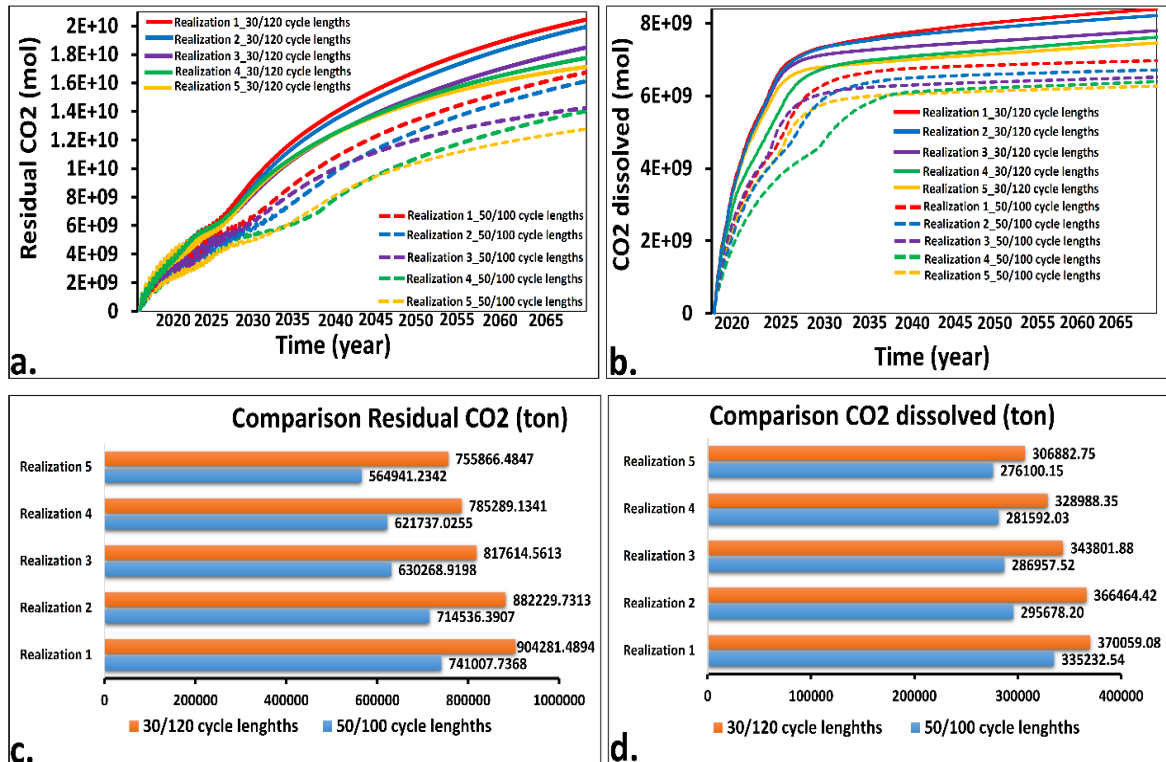 Residual CO2 (mol)
2E+10
1.8E+10
1.6E+10
1.4E+10
1.2E+10
1E+10
8E+09
6E+09
4E+09
2E+09
0
Realization 1_30/120 cycle lengths
Realization 2_30/120 cycle lengths
Realization 3_30/120 cycle lengths
Realization 4_30/120 cycle lengths
Realization 5_30/120 cycle lengths
Realization 1_50/100 cycle lengths
Realization 2_50/100 cycle lengths
Realization 3_50/100 cycle lengths
Realization 4_50/100 cycle lengths
Realization 5_50/100 cycle lengths
2020 2025 2030 2035 2040 2045 2050 2055 2060 2065
Time (year)
a.
CO2 dissolved (mol)
8E+09
6E+09
4E+09
2E+09
0
Realization 1_30/120 cycle lengths
Realization 2_30/120 cycle lengths
Realization 3_30/120 cycle lengths
Realization 4_30/120 cycle lengths
Realization 5_30/120 cycle lengths
Realization 1_50/100 cycle lengths
Realization 2_50/100 cycle lengths
Realization 3_50/100 cycle lengths
Realization 4_50/100 cycle lengths
Realization 5_50/100 cycle lengths
2020 2025 2030 2035 2040 2045 2050 2055 2060 2065
Time (year)
b.
Comparison Residual CO2 (ton)
Realization 5
755866.4847
564941.2342
Realization 4
785289.1341
621737.0255
Realization 3
817614.5613
630268.9198
Realization 2
882229.7313
714536.3907
Realization 1
904281.4894
741007.7368
0 200000 400000 600000 800000 1000000
30/120 cycle lenghths 50/100 cycle lenghths
c.
Comparison CO2 dissolved (ton)
Realization 5
306882.75
276100.15
Realization 4
328988.35
281592.03
Realization 3
343801.88
286957.52
Realization 2
366464.42
295678.20
Realization 1
370059.08
335232.54
0 100000 200000 300000 400000
30/120 cycle lenghths 50/100 cycle lenghths
d.